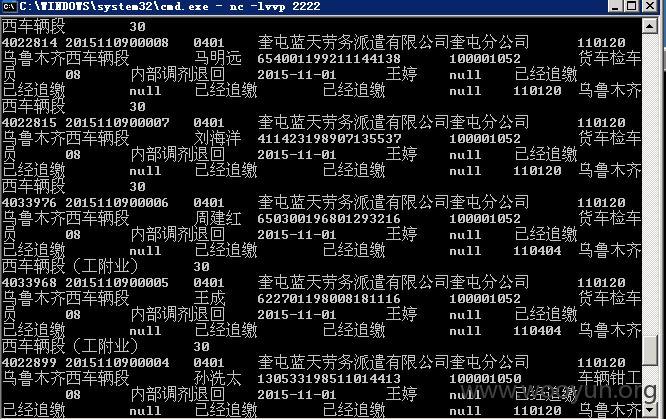 C:\WINDOWS\system32\cmd.exe - nc -lvvp 2222
西车辆段 30
4022814 2015110900008 0401 奎屯蓝天劳务派遣有限公司奎屯分公司 110120
乌鲁木齐西车辆段 马明远 654001199211144138 100001052 货车检车
员 08 内部调剂退回 2015-11-01 王婷 null 已经追缴
已经追缴 null 已经追缴 已经追缴 110120 乌鲁木齐
西车辆段 30
4022815 2015110900007 0401 奎屯蓝天劳务派遣有限公司奎屯分公司 110120
乌鲁木齐西车辆段 刘海洋 411423198907135537 100001052 货车检车
员 08 内部调剂退回 2015-11-01 王婷 null 已经追缴
已经追缴 null 已经追缴 已经追缴 110120 乌鲁木齐
西车辆段 30
4033976 2015110900006 0401 奎屯蓝天劳务派遣有限公司奎屯分公司 110120
乌鲁木齐西车辆段 周建红 650300196801293216 100001052 货车检车
员 08 内部调剂退回 2015-11-01 王婷 null 已经追缴
已经追缴 null 已经追缴 null 110404 乌鲁木齐
西车辆段（工附业） 30
4033968 2015110900005 0401 奎屯蓝天劳务派遣有限公司奎屯分公司 110120
乌鲁木齐西车辆段 王成 622701198008181116 100001052 货车检车
员 08 内部调剂退回 2015-11-01 王婷 null 已经追缴
已经追缴 null 已经追缴 null 110404 乌鲁木齐
西车辆段（工附业） 30
4022899 2015110900004 0401 奎屯蓝天劳务派遣有限公司奎屯分公司 110120
乌鲁木齐西车辆段 孙洗太 130533198511014413 100001050 车辆钳工
08 内部调剂退回 2015-11-01 王婷 null 已经追缴
www.wooyun.org